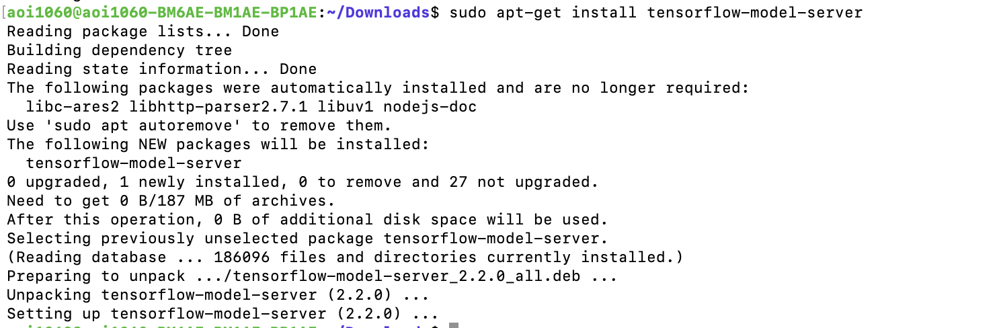 aoi1060@aoi1060-BM6AE-BM1AE-BP1AE:~/Downloads$ sudo apt-get install tensorflow-model-server
Reading package lists... Done
Building dependency tree
Reading state information... Done
The following packages were automatically installed and are no longer required:
  libc-ares2 libhttp-parser2.7.1 libuv1 nodejs-doc
Use 'sudo apt autoremove' to remove them.
The following NEW packages will be installed:
  tensorflow-model-server
0 upgraded, 1 newly installed, 0 to remove and 27 not upgraded.
Need to get 0 B/187 MB of archives.
After this operation, 0 B of additional disk space will be used.
Selecting previously unselected package tensorflow-model-server.
(Reading database ... 186096 files and directories currently installed.)
Preparing to unpack .../tensorflow-model-server_2.2.0_all.deb ...
Unpacking tensorflow-model-server (2.2.0) ...
Setting up tensorflow-model-server (2.2.0) ...